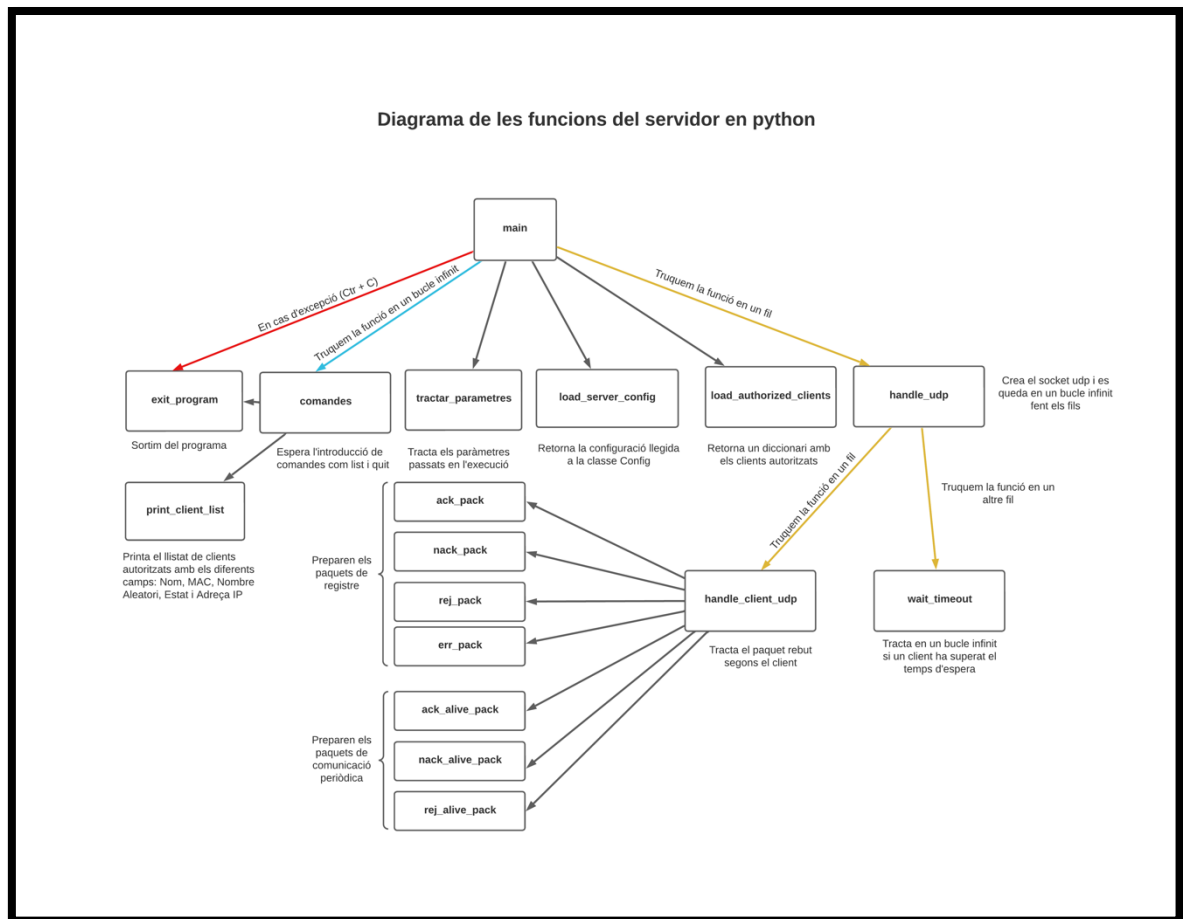 Diagrama de les funcions del servidor en python
main
En cas d'excepció (Ctr + C)
Truquem la funció en un bucle infinit
Truquem la funció en un fil
exit_program
comandes
tractar_parametres
load_server_config
load_authorized_clients
handle_udp
Crea el socket udp i es
queda en un bucle infinit
fent els fils
Sortim del programa
Espera l'introducció de
comandes com list i quit
Tracta els paràmetres
passats en l'execució
Retorna la configuració llegida
a la classe Config
Retorna un diccionari amb
els clients autoritzats
Truquem la funció en un fil
Truquem la funció en un
altre fil
print_client_list
Printa el llistat de clients
autoritzats amb els diferents
camps: Nom, MAC, Nombre
Aleatori, Estat i Adreça IP
Preparen els
paquets de
registre
ack_pack
nack_pack
rej_pack
err_pack
handle_client_udp
Tracta el paquet rebut
segons el client
wait_timeout
Tracta en un bucle infinit
si un client ha superat el
temps d'espera
Preparen els
paquets de
comunicació
periòdica
ack_alive_pack
nack_alive_pack
rej_alive_pack